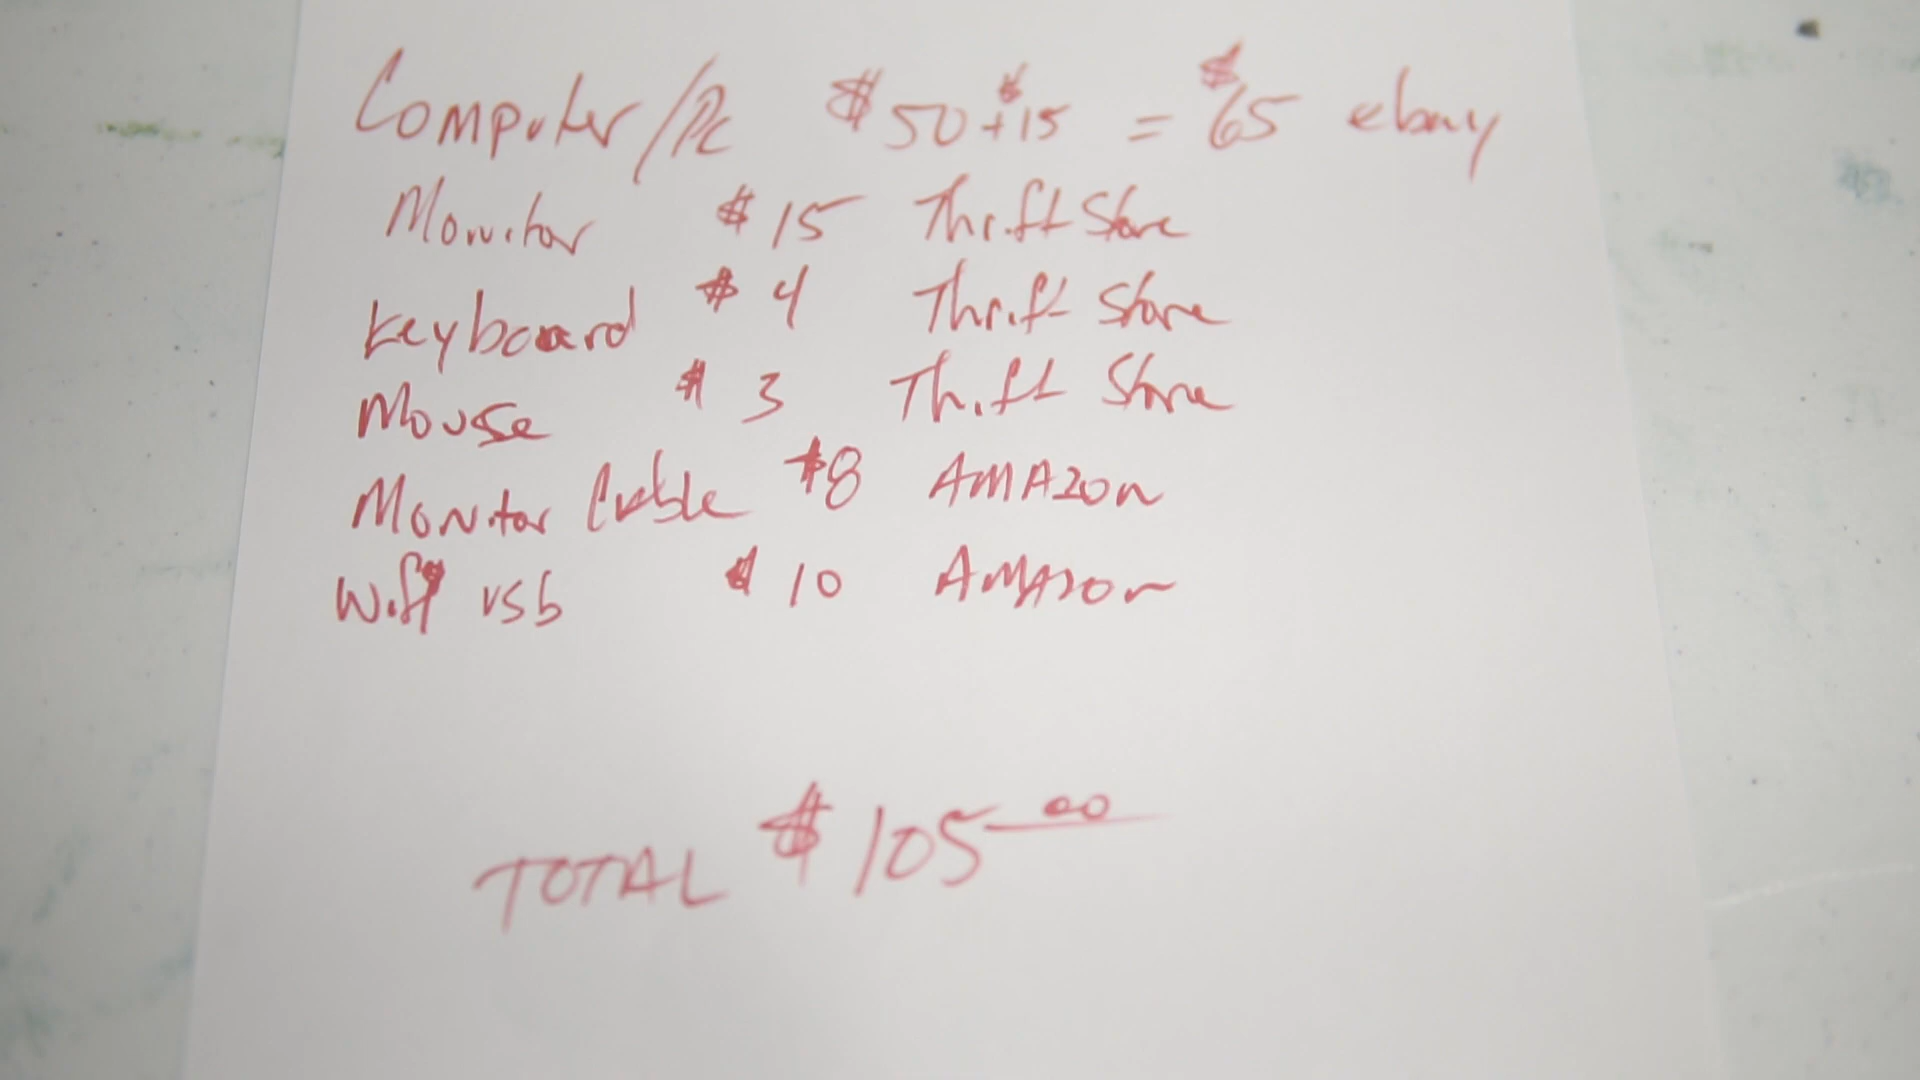 Computer/Pc $50 + $15 = $65 ebay
Monitor $15 Thrift Store
Keyboard $4 Thrift Store
Mouse $3 Thrift Store
Monitor Cable $8 AMAZon
Wifi usb $10 AMAZon
TOTAL $105.00